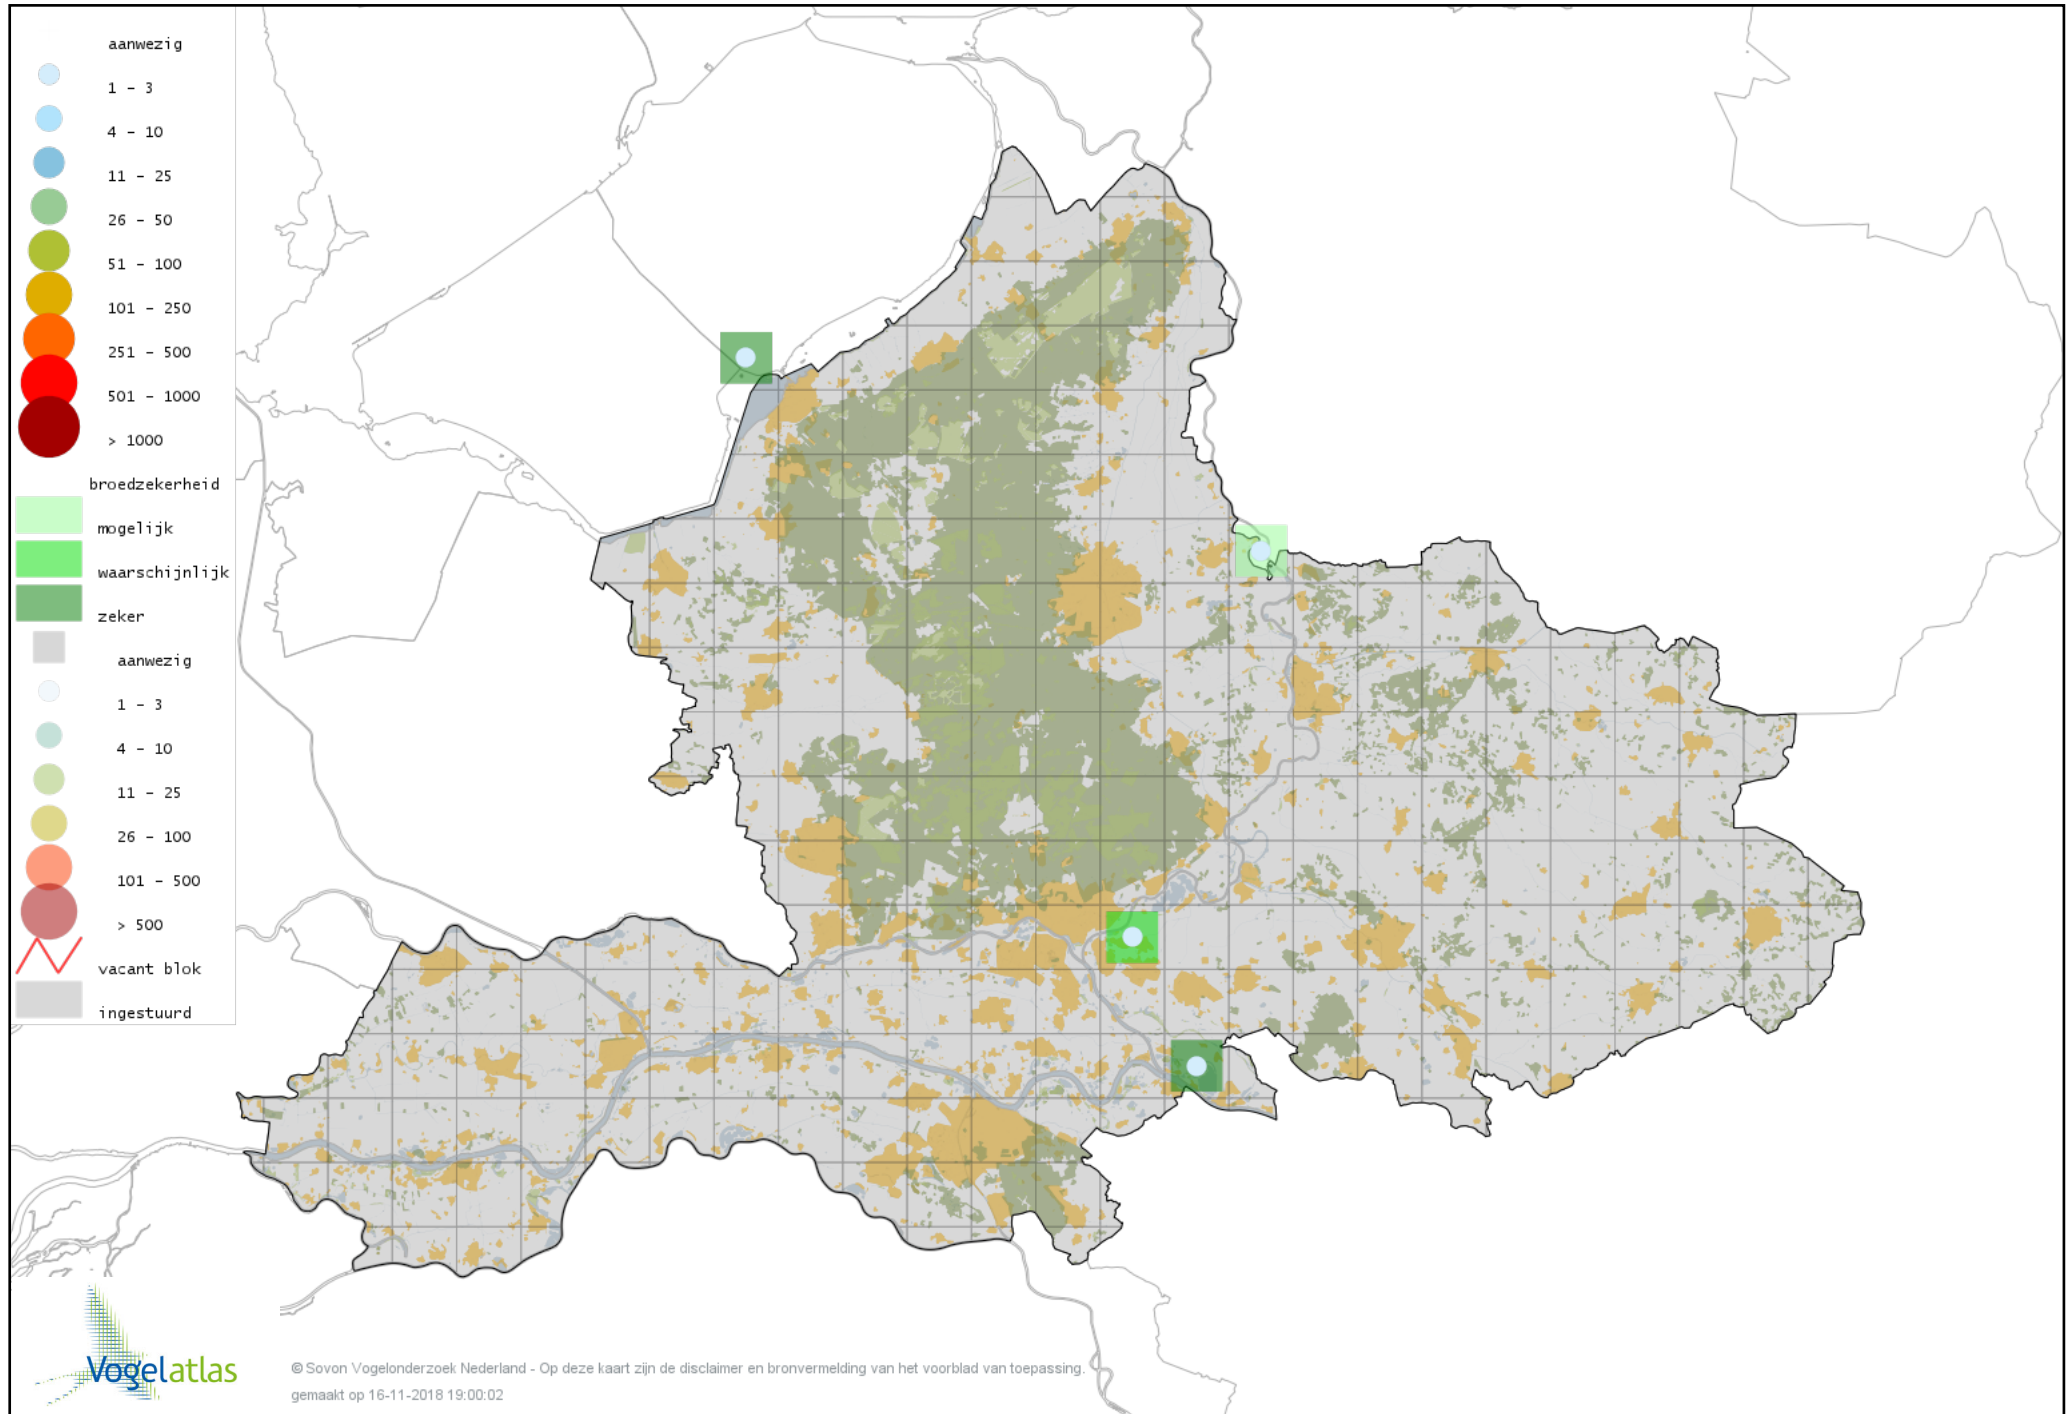 aanwezig
1 - 3
4 - 10
11 - 25
26 - 50
51 - 100
101 - 250
251 - 500
501 - 1000
> 1000
broedzekerheid
mogelijk
waarschijnlijk
zeker
aanwezig
1 - 3
4 - 10
11 - 25
26 - 100
101 - 500
> 500
vacant blok
ingestuurd
Vogelatlas
© Sovon Vogelonderzoek Nederland - Op deze kaart zijn de disclaimer en bronvermelding van het voorblad van toepassing.
gemaakt op 16-11-2018 19:00:02